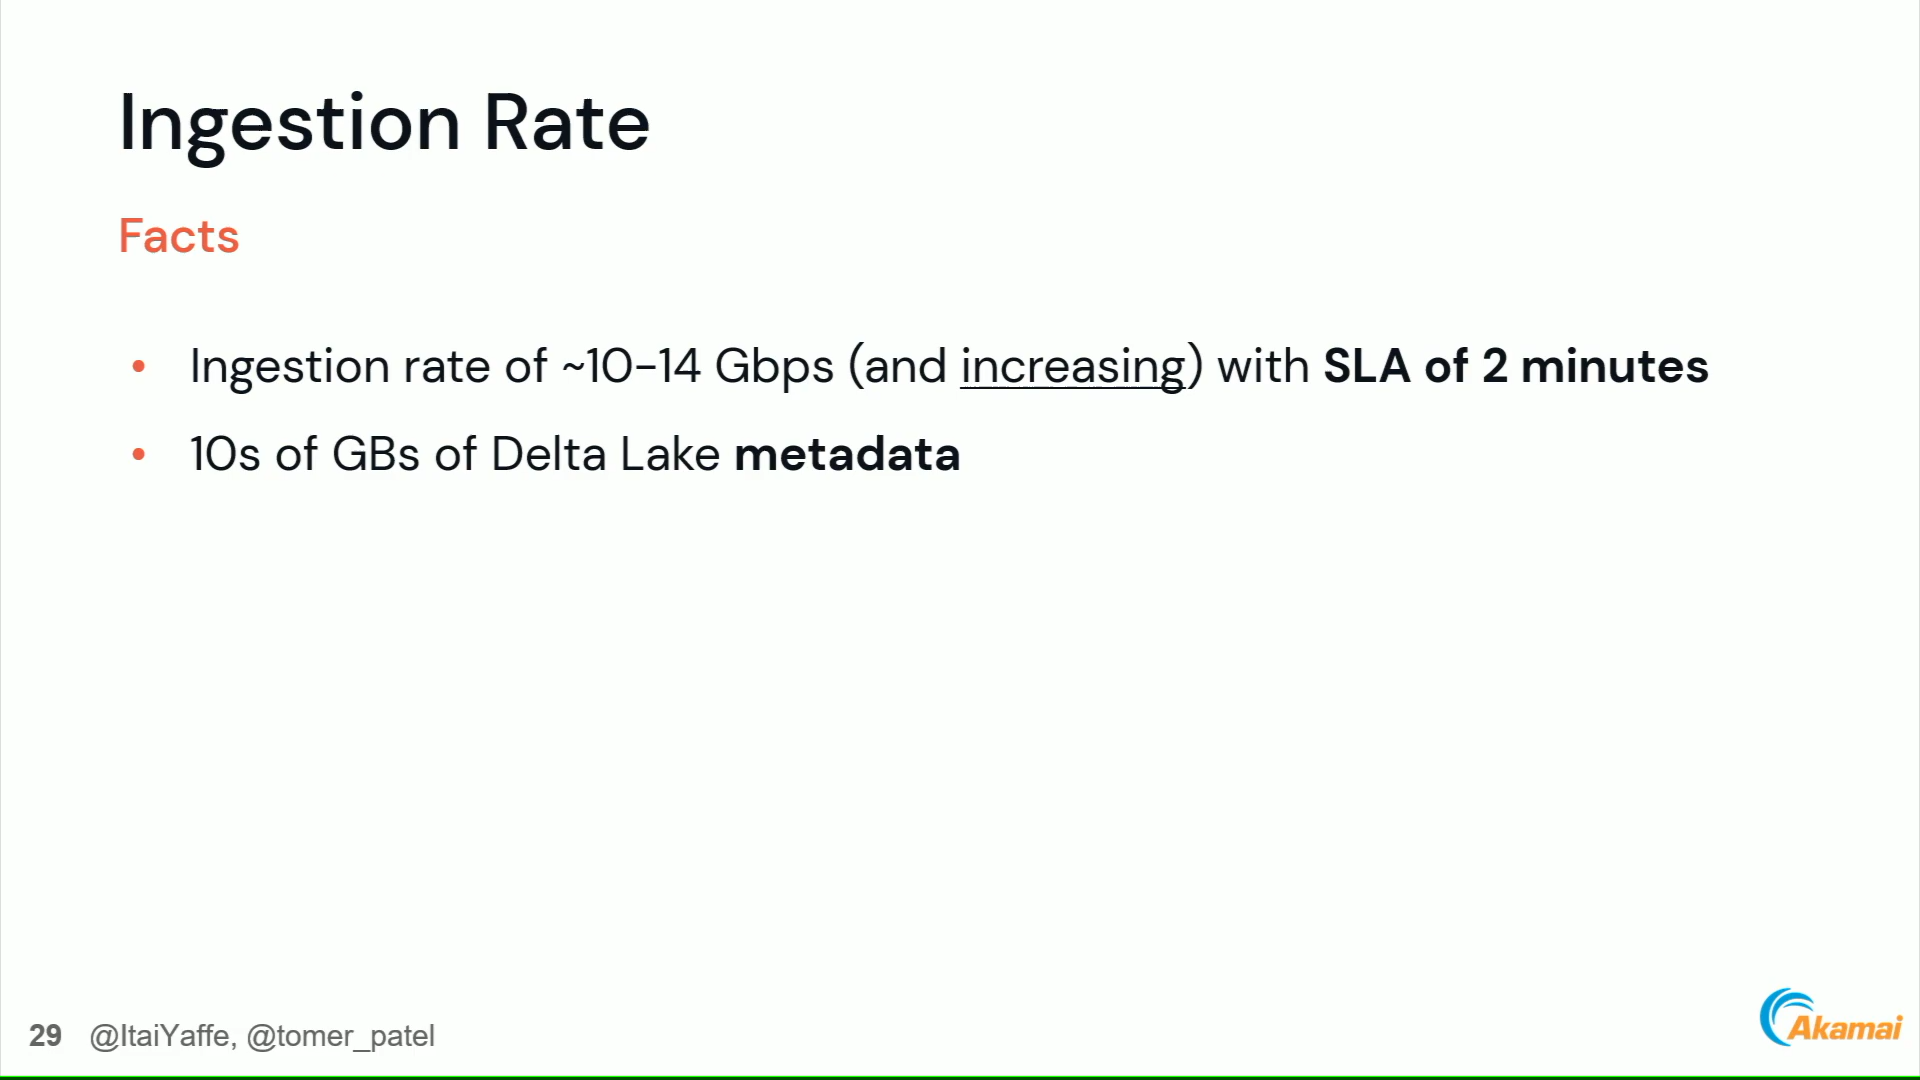 Ingestion Rate
Facts
• Ingestion rate of ~10-14 Gbps (and increasing) with SLA of 2 minutes
• 10s of GBs of Delta Lake metadata
29 @ItaiYaffe, @tomer_patel
Akamai